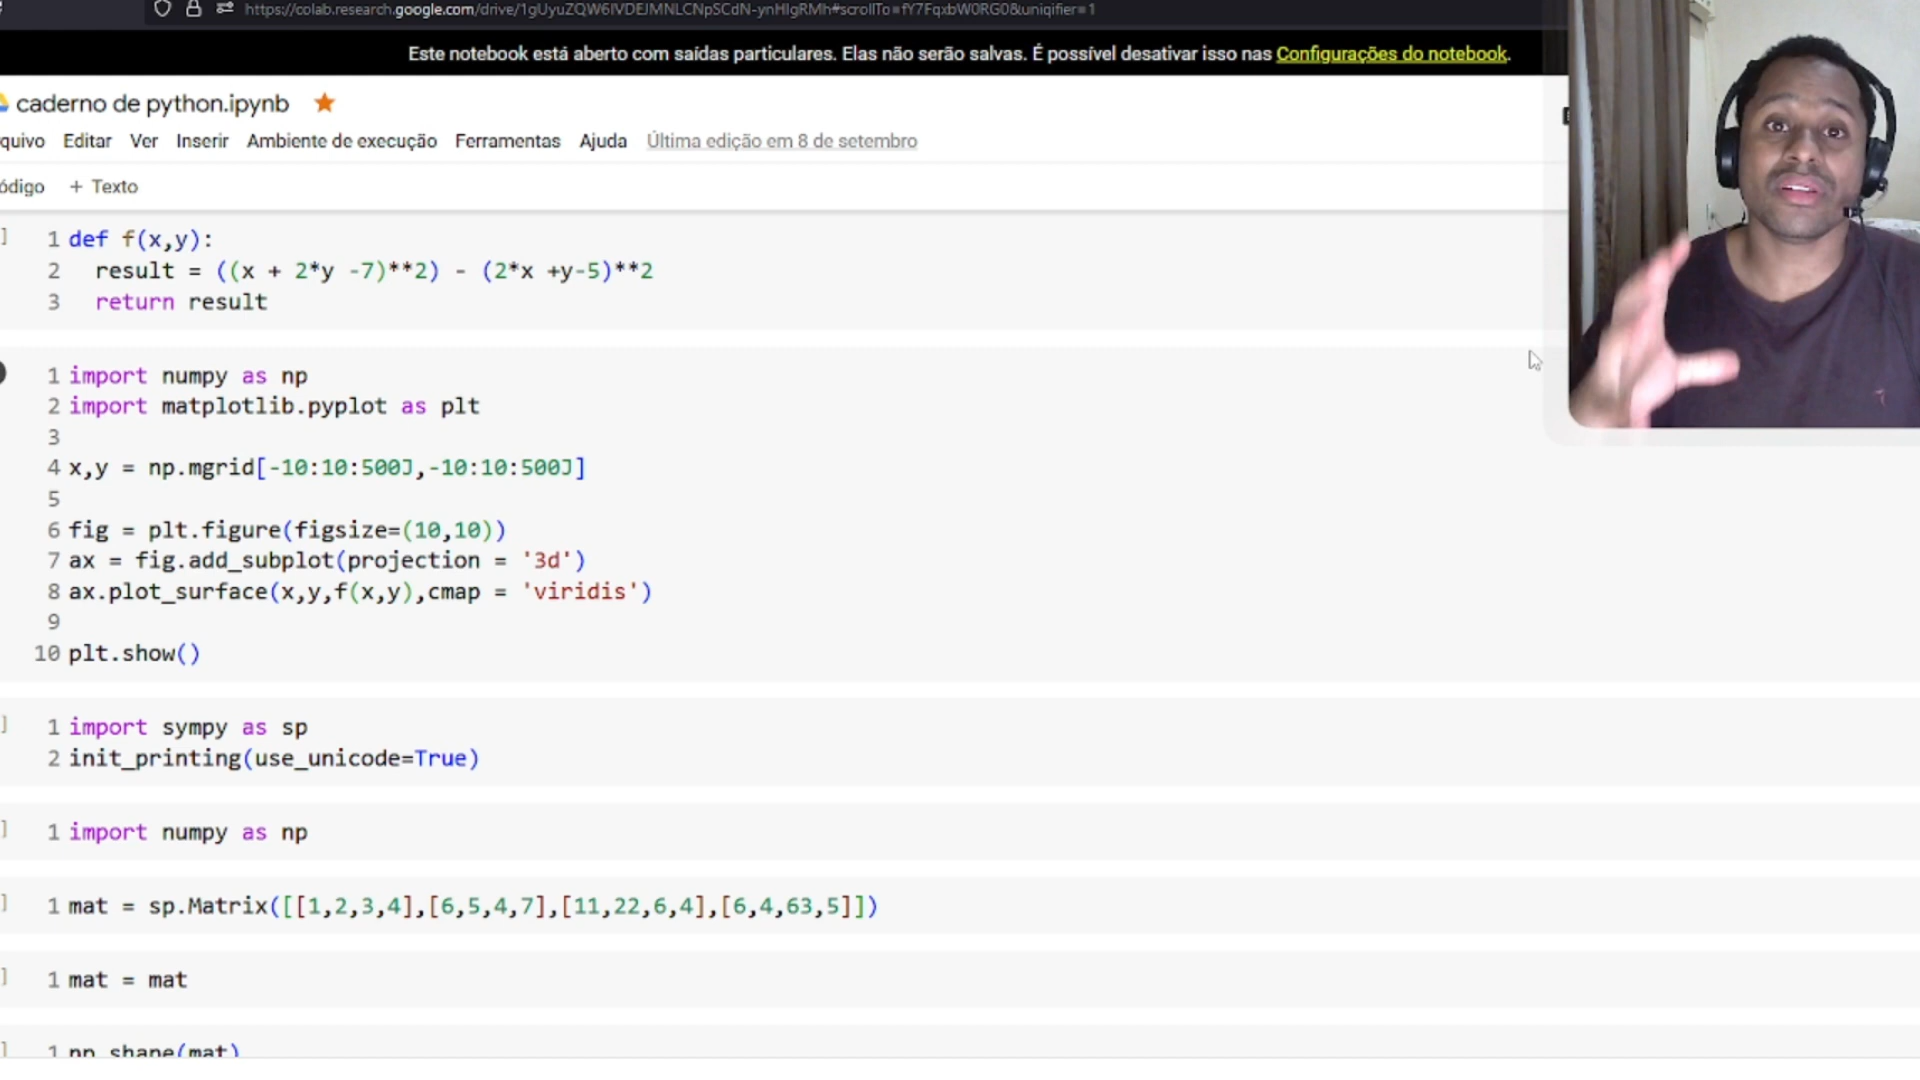 https://colab.research.google.com/drive/1gUyuZQW6IVDEJMNLCNpSCdN-ynHIgRMh#scrollTo=fY7FqxbW0RG0&uniqifier=1
Este notebook está aberto com saídas particulares. Elas não serão salvas. É possível desativar isso nas Configurações do notebook.
caderno de python.ipynb
quivo Editar Ver Inserir Ambiente de execução Ferramentas Ajuda Última edição em 8 de setembro
ódigo + Texto
] 1 def f(x,y):
2 result = ((x + 2*y -7)**2) - (2*x +y-5)**2
3 return result
1 import numpy as np
2 import matplotlib.pyplot as plt
3
4 x,y = np.mgrid[-10:10:500J,-10:10:500J]
5
6 fig = plt.figure(figsize=(10,10))
7 ax = fig.add_subplot(projection = '3d')
8 ax.plot_surface(x,y,f(x,y),cmap = 'viridis')
9
10 plt.show()
] 1 import sympy as sp
2 init_printing(use_unicode=True)
] 1 import numpy as np
] 1 mat = sp.Matrix([[1,2,3,4],[6,5,4,7],[11,22,6,4],[6,4,63,5]])
] 1 mat = mat
] 1 np.shape(mat)